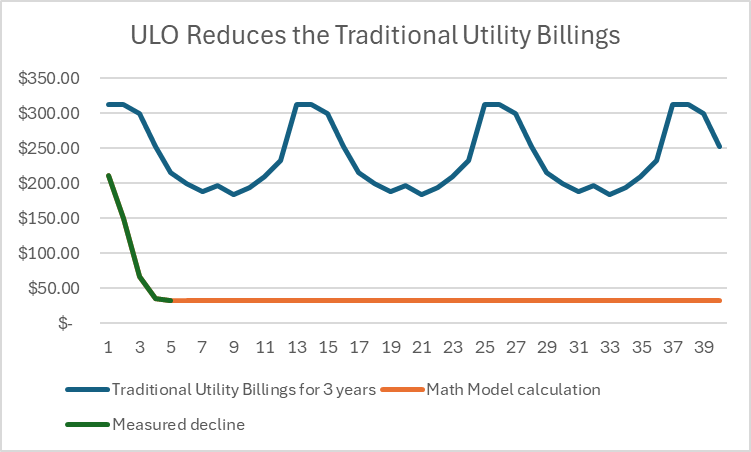 ULO Reduces the Traditional Utility Billings
$350.00
$300.00
$250.00
$200.00
$150.00
$100.00
$50.00
$-
1 3 5 7 9 11 13 15 17 19 21 23 25 27 29 31 33 35 37 39
Traditional Utility Billings for 3 years Math Model calculation
Measured decline